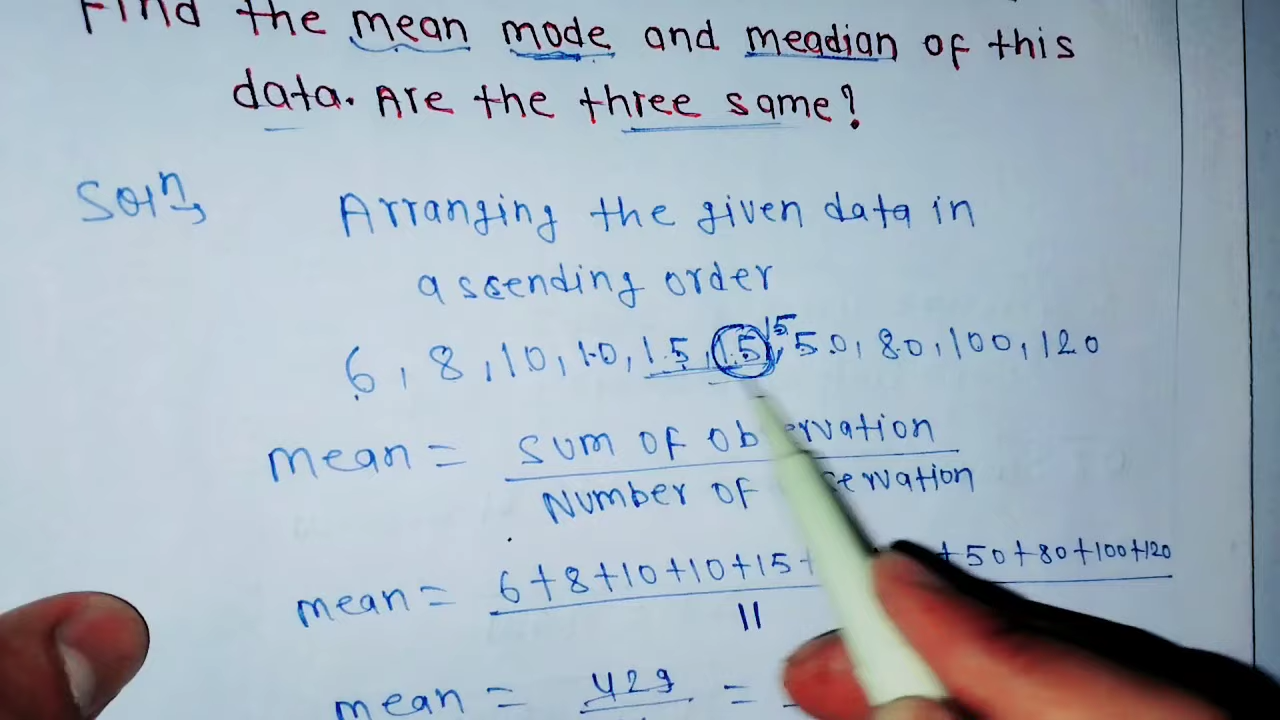 Find the mean mode and meadian of this
data. Are the three same?
Soln, Arranging the given data in
ascending order
6, 8, 10, 10, 15, 15, 15, 50, 80, 100, 120
mean = sum of observation
Number of
mean = 6+8+10+10+15+ +50+80+100+120
11
mean = 429 =